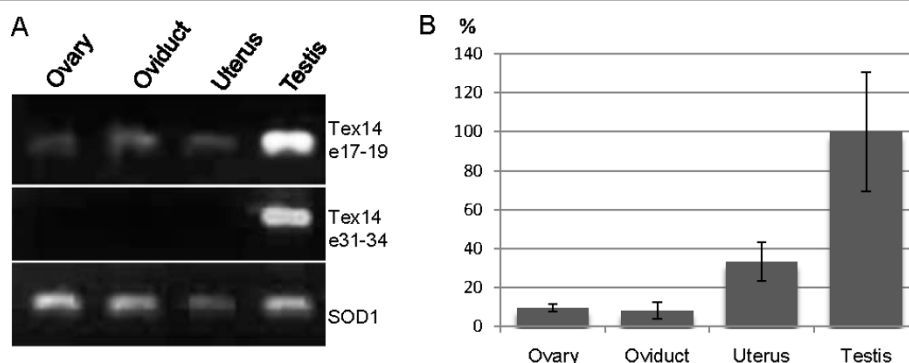 A
Ovary
Oviduct
Uterus
Testis
Tex14
e17-19
Tex14
e31-34
SOD1
B
%
140
120
100
80
60
40
20
0
Ovary
Oviduct
Uterus
Testis